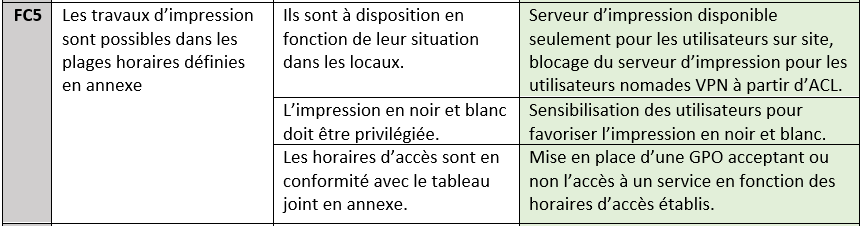 FC5
Les travaux d’impression
sont possibles dans les
plages horaires définies
en annexe
Ils sont à disposition en
fonction de leur situation
dans les locaux.
Serveur d’impression disponible
seulement pour les utilisateurs sur site,
blocage du serveur d’impression pour les
utilisateurs nomades VPN à partir d’ACL.
L’impression en noir et blanc
doit être privilégiée.
Sensibilisation des utilisateurs pour
favoriser l’impression en noir et blanc.
Les horaires d’accès sont en
conformité avec le tableau
joint en annexe.
Mise en place d’une GPO acceptant ou
non l’accès à un service en fonction des
horaires d’accès établis.